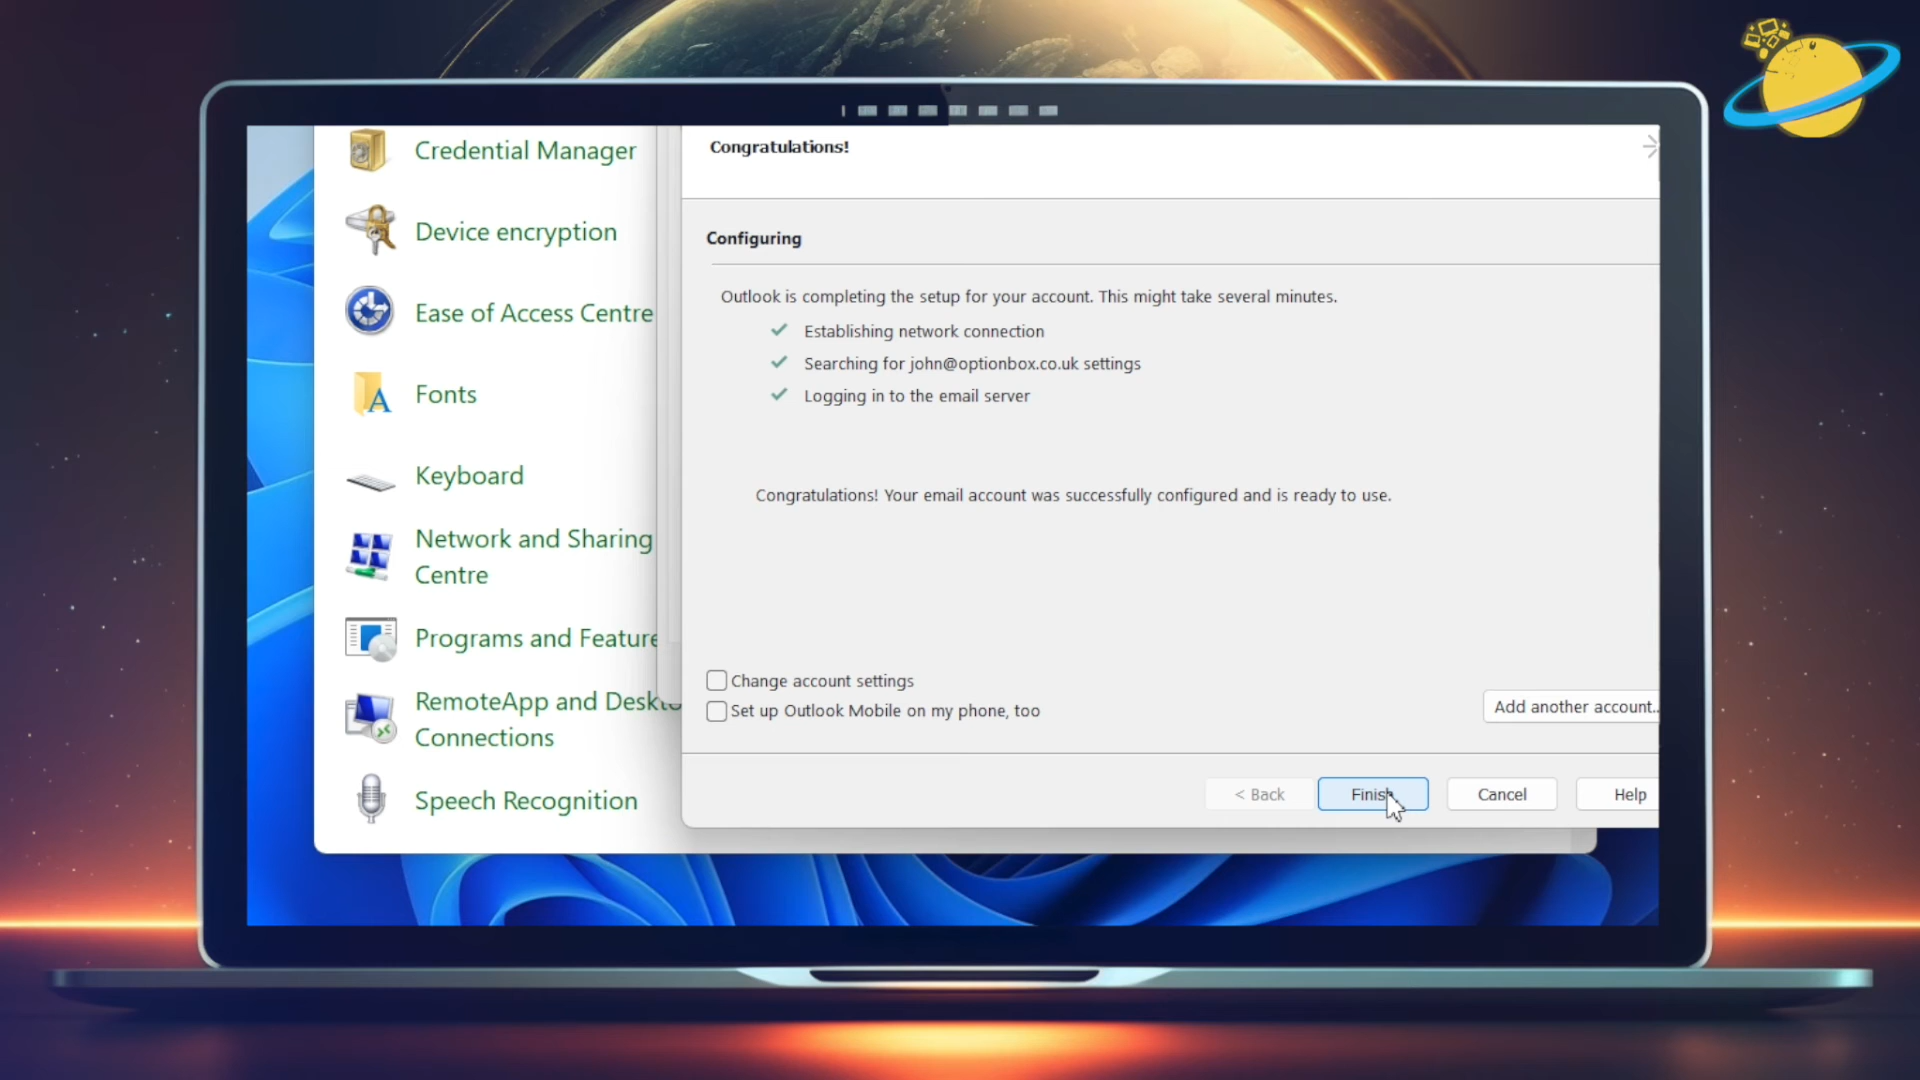 Credential Manager
Device encryption
Ease of Access Centre
Fonts
Keyboard
Network and Sharing
Centre
Programs and Feature
RemoteApp and Deskto
Connections
Speech Recognition
Congratulations!
Configuring
Outlook is completing the setup for your account. This might take several minutes.
✓ Establishing network connection
✓ Searching for john@optionbox.co.uk settings
✓ Logging in to the email server
Congratulations! Your email account was successfully configured and is ready to use.
Change account settings
Set up Outlook Mobile on my phone, too
Add another account..
< Back
Finish
Cancel
Help